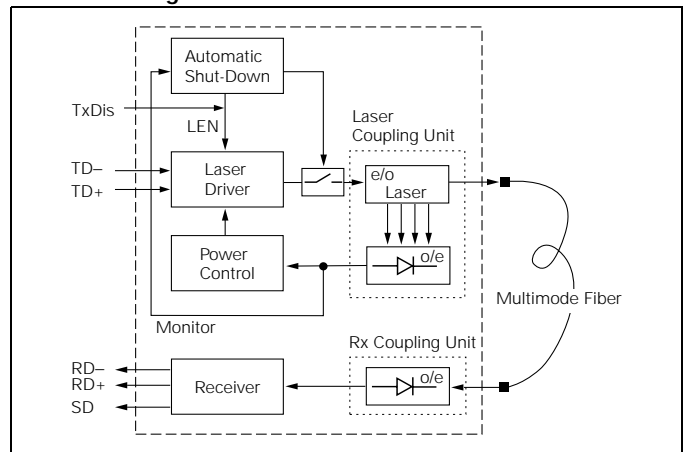 Automatic
Shut-Down
TxDis
LEN
Laser
Coupling Unit
TD–
TD+
Laser
Driver
e/o
Laser
Power
Control
o/e
Multimode Fiber
Monitor
Rx Coupling Unit
RD–
RD+
SD
Receiver
o/e